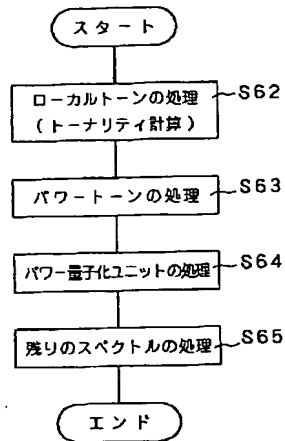 スタート
ローカルトーンの処理
(トーナリティ計算)
S62
パワートーンの処理
S63
パワー量子化ユニットの処理
S64
残りのスペクトルの処理
S65
エンド